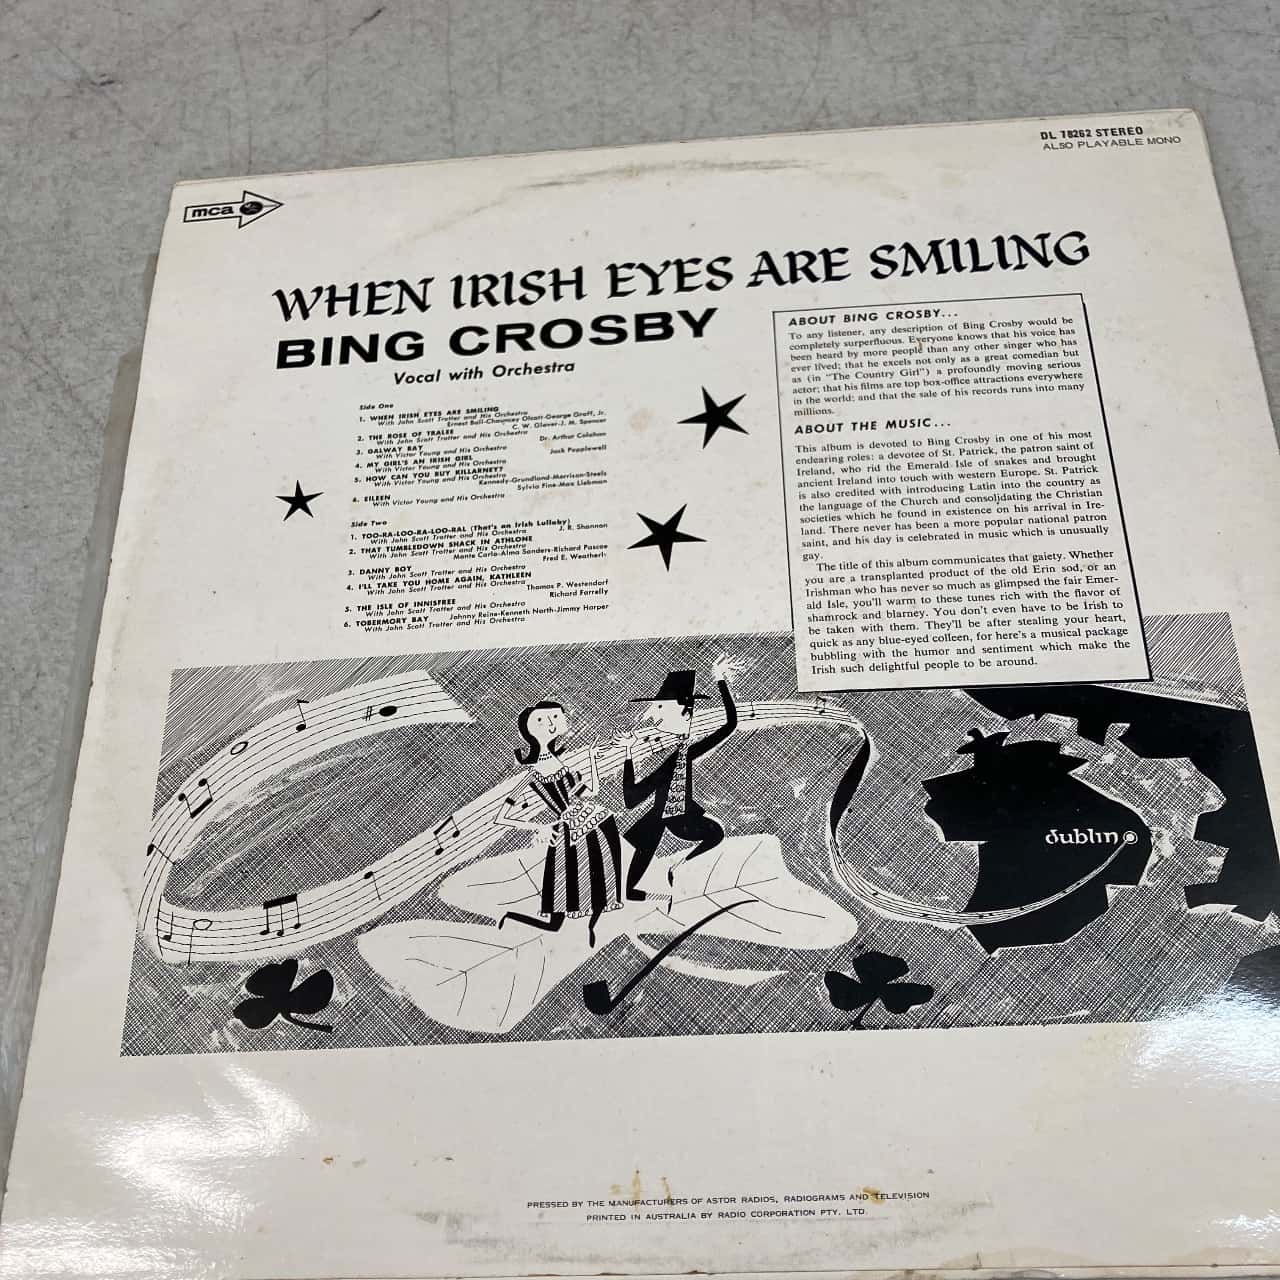 DL 78262 STEREO
ALSO PLAYABLE MONO
mca
WHEN IRISH EYES ARE SMILING
BING CROSBY
Vocal with Orchestra
Side One
1. WHEN IRISH EYES ARE SMILING
With John Scott Trotter and His Orchestra
Ernest Ball-Chauncey Olcott-George Graff, Jr.
2. THE ROSE OF TRALEE
C. W. Glover-J. M. Spencer
With John Scott Trotter and His Orchestra
3. GALWAY BAY
Dr. Arthur Colahan
With Victor Young and His Orchestra
4. MY GIRL'S AN IRISH GIRL
Jack Popplewell
With Victor Young and His Orchestra
5. HOW CAN YOU BUY KILLARNEY?
With Victor Young and His Orchestra
Kennedy-Grundland-Morrison-Steels
6. EILEEN
Sylvia Fine-Max Liebman
With Victor Young and His Orchestra
Side Two
1. TOO-RA-LOO-RA-LOO-RAL (That's an Irish Lullaby)
With John Scott Trotter and His Orchestra
J. R. Shannon
2. THAT TUMBLEDOWN SHACK IN ATHLONE
With John Scott Trotter and His Orchestra
Monte Carlo-Alma Sanders-Richard Pascoe
3. DANNY BOY
Fred E. Weatherly
With John Scott Trotter and His Orchestra
4. I'LL TAKE YOU HOME AGAIN, KATHLEEN
With John Scott Trotter and His Orchestra
Thomas P. Westendorf
5. THE ISLE OF INNISFREE
Richard Farrelly
With John Scott Trotter and His Orchestra
6. TOBERMORY BAY Johnny Reine-Kenneth North-Jimmy Harper
With John Scott Trotter and His Orchestra
ABOUT BING CROSBY...
To any listener, any description of Bing Crosby would be
completely superfluous. Everyone knows that his voice has
been heard by more people than any other singer who has
ever lived; that he excels not only as a great comedian but
as (in "The Country Girl") a profoundly moving serious
actor; that his films are top box-office attractions everywhere
in the world; and that the sale of his records runs into many
millions.
ABOUT THE MUSIC...
This album is devoted to Bing Crosby in one of his most
endearing roles: a devotee of St. Patrick, the patron saint of
Ireland, who rid the Emerald Isle of snakes and brought
ancient Ireland into touch with western Europe. St. Patrick
is also credited with introducing Latin into the country as
the language of the Church and consolidating the Christian
societies which he found in existence on his arrival in Ire-
land. There never has been a more popular national patron
saint, and his day is celebrated in music which is unusually
gay.
The title of this album communicates that gaiety. Whether
you are a transplanted product of the old Erin sod, or an
Irishman who has never so much as glimpsed the fair Emer-
ald Isle, you'll warm to these tunes rich with the flavor of
shamrock and blarney. You don't even have to be Irish to
be taken with them. They'll be after stealing your heart,
quick as any blue-eyed colleen, for here's a musical package
bubbling with the humor and sentiment which make the
Irish such delightful people to be around.
dublin
PRESSED BY THE MANUFACTURERS OF ASTOR RADIOS, RADIOGRAMS AND TELEVISION
PRINTED IN AUSTRALIA BY RADIO CORPORATION PTY. LTD.